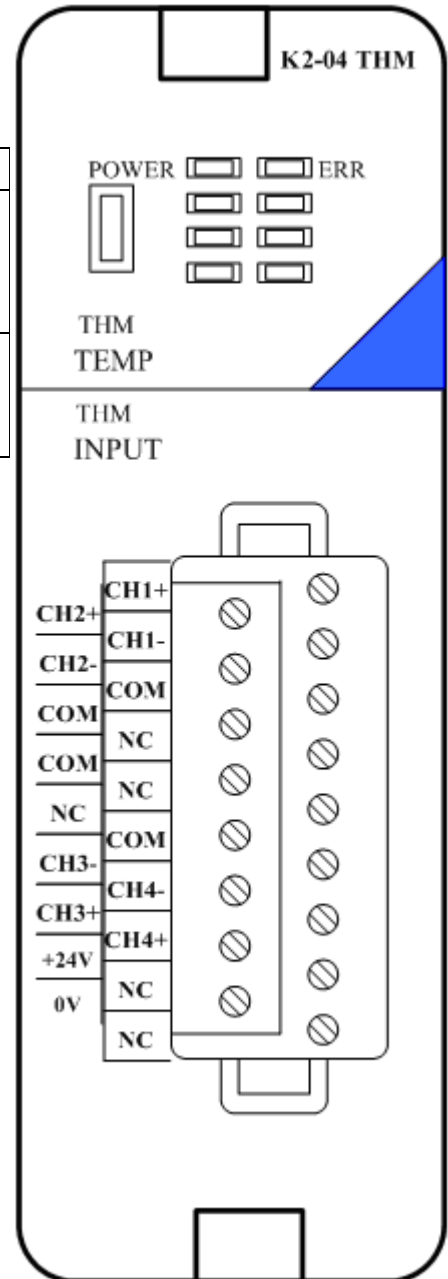 K2-04 THM
POWER ERR
THM
TEMP
THM
INPUT
CH1+
CH2+
CH1-
CH2-
COM
COM
NC
COM
NC
NC
COM
CH3-
CH4-
CH3+
CH4+
+24V
NC
0V
NC